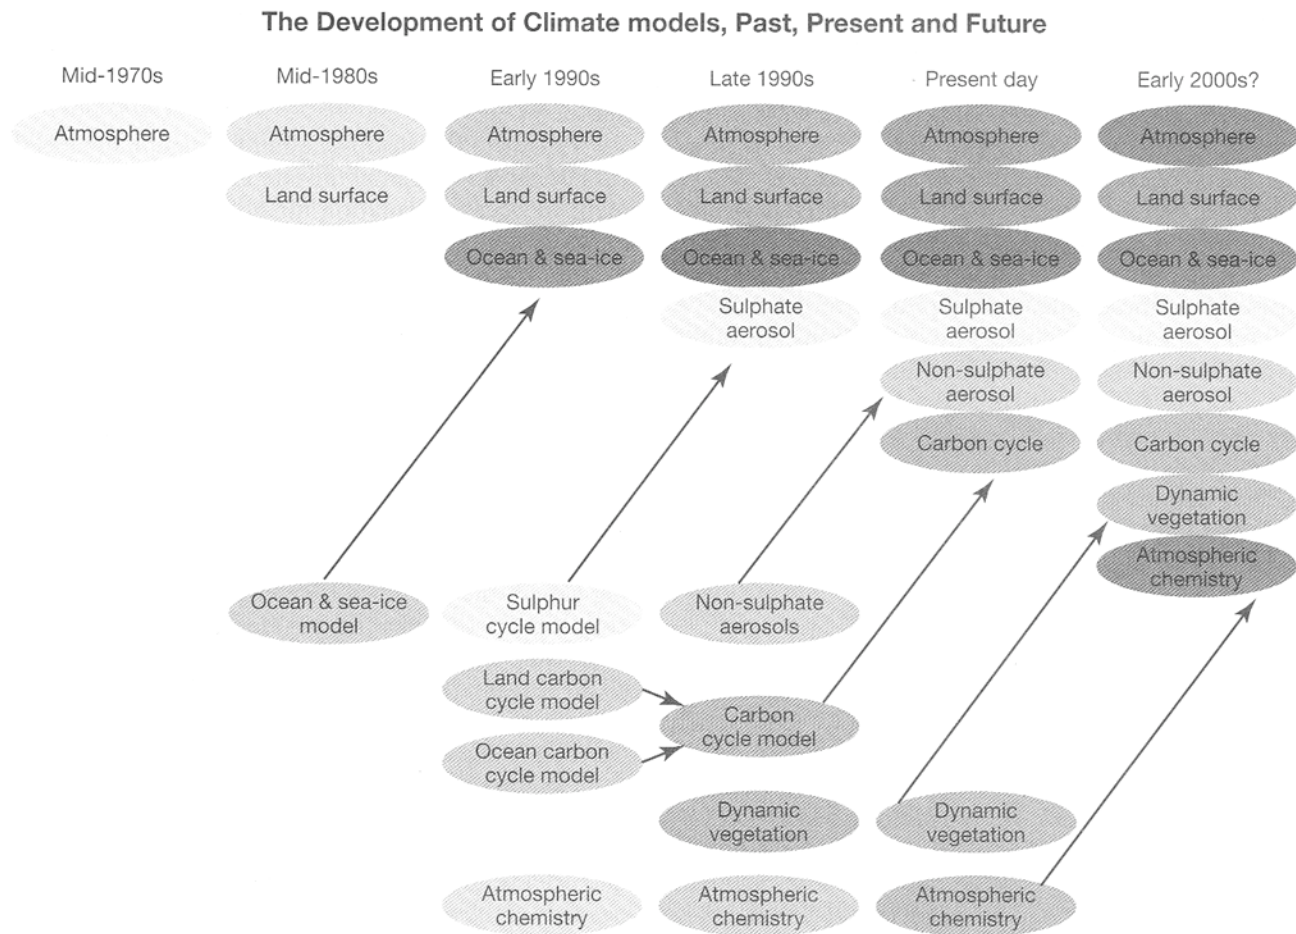 The Development of Climate models, Past, Present and Future
Mid-1970s
Mid-1980s
Early 1990s
Late 1990s
Present day
Early 2000s?
Atmosphere
Atmosphere
Atmosphere
Atmosphere
Atmosphere
Atmosphere
Land surface
Land surface
Land surface
Land surface
Land surface
Ocean & sea-ice
Ocean & sea-ice
Ocean & sea-ice
Ocean & sea-ice
Sulphate
aerosol
Sulphate
aerosol
Sulphate
aerosol
Non-sulphate
aerosol
Non-sulphate
aerosol
Carbon cycle
Carbon cycle
Dynamic
vegetation
Atmospheric
chemistry
Ocean & sea-ice
model
Sulphur
cycle model
Non-sulphate
aerosols
Land carbon
cycle model
Carbon
cycle model
Ocean carbon
cycle model
Dynamic
vegetation
Dynamic
vegetation
Atmospheric
chemistry
Atmospheric
chemistry
Atmospheric
chemistry